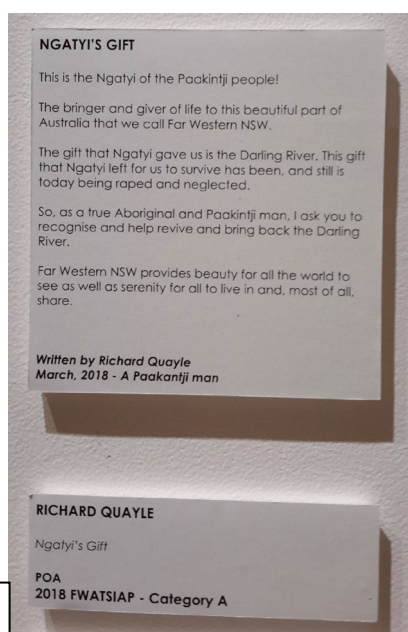 NGATYI'S GIFT
This is the Ngatyi of the Paakintji people!
The bringer and giver of life to this beautiful part of
Australia that we call Far Western NSW.
The gift that Ngatyi gave us is the Darling River. This gift
that Ngatyi left for us to survive has been, and still is
today being raped and neglected.
So, as a true Aboriginal and Paakintji man, I ask you to
recognise and help revive and bring back the Darling
River.
Far Western NSW provides beauty for all the world to
see as well as serenity for all to live in and, most of all,
share.
Written by Richard Quayle
March, 2018 - A Paakantji man
RICHARD QUAYLE
Ngatyi's Gift
POA
2018 FWATSIAP - Category A